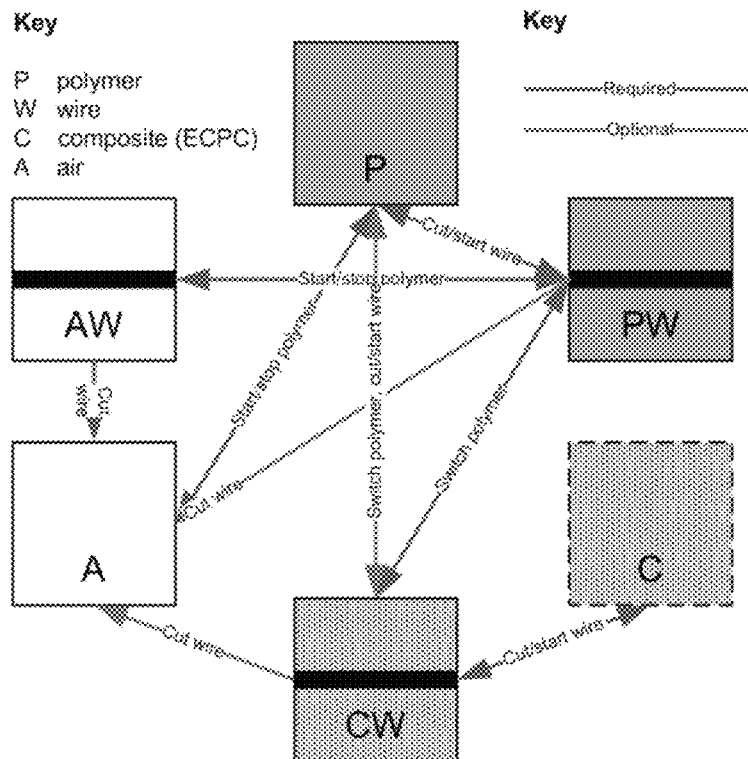 Key
P polymer
W wire
C composite (ECPC)
A air
Key
Required
Optional
P
Cut/start wire
Start/stop polymer
AW
PW
Cut wire
Start/stop polymer
Switch polymer, cut/start wire
Switch polymer
Cut wire
A
C
Cut wire
Cut/start wire
CW